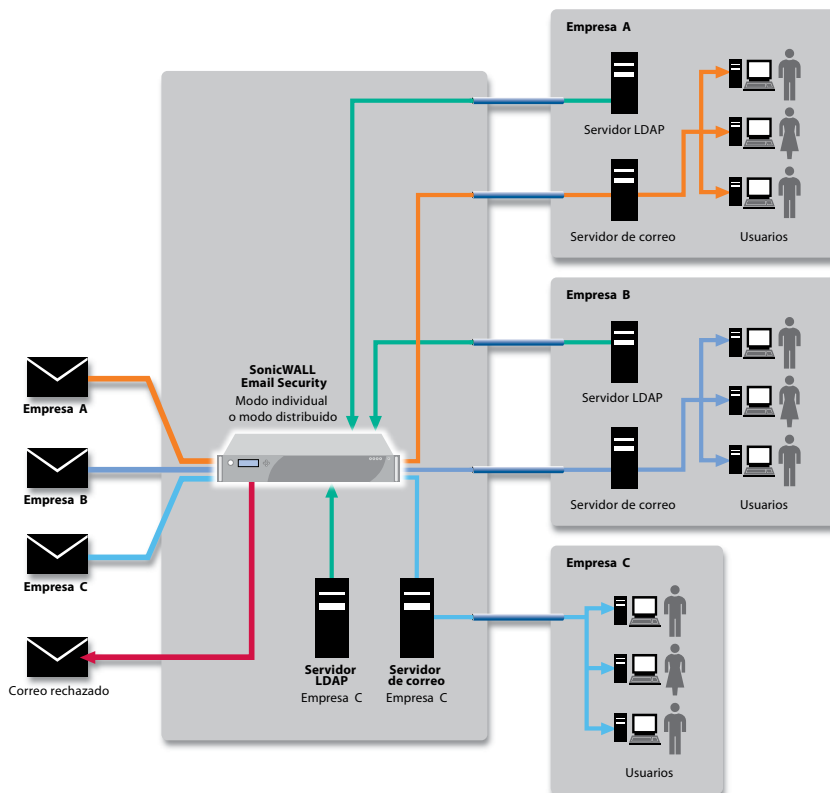 Empresa A
Servidor LDAP
Servidor de correo
Usuarios
Empresa B
Servidor LDAP
Servidor de correo
Usuarios
SonicWALL
Email Security
Modo individual
o modo distribuido
Empresa A
Empresa B
Empresa C
Correo rechazado
Servidor
LDAP
Empresa C
Servidor
de correo
Empresa C
Empresa C
Usuarios